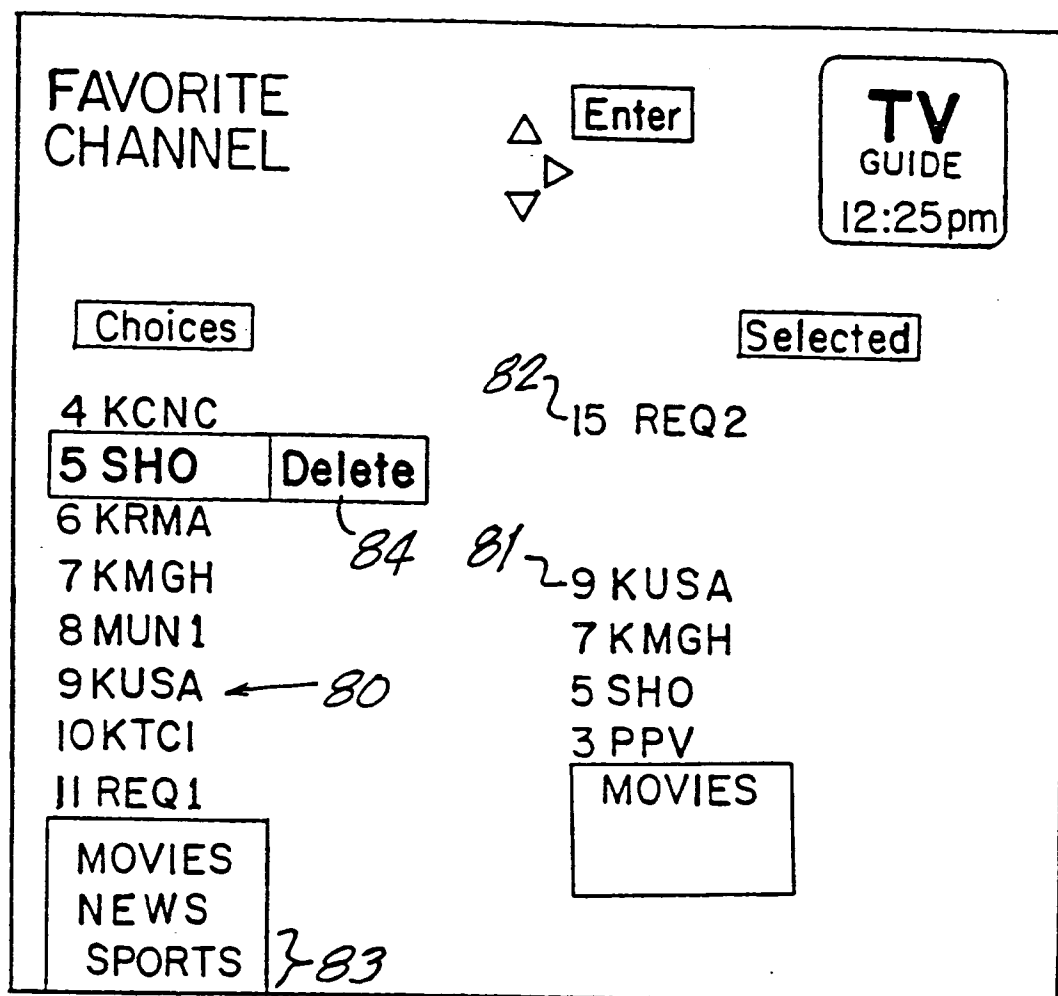 FAVORITE
CHANNEL
Enter
TV
GUIDE
12:25pm
Choices
Selected
4 KCNC
5 SHO Delete
6 KRMA
7 KMGH
8 MUN1
9 KUSA
10 KTCI
11 REQ1
MOVIES
NEWS
SPORTS
84
80
83
82
15 REQ2
81
9 KUSA
7 KMGH
5 SHO
3 PPV
MOVIES